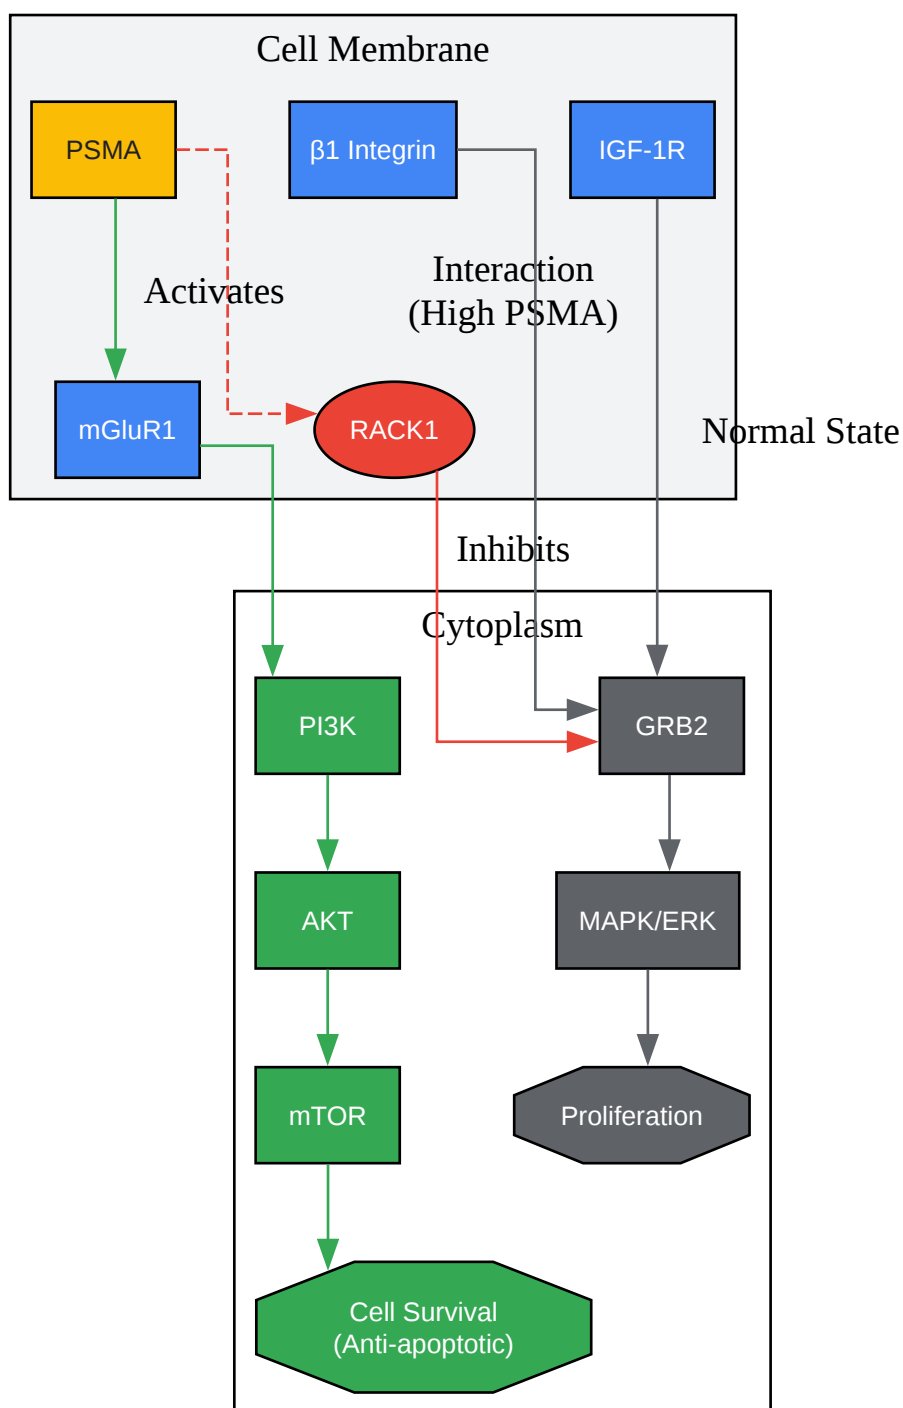 Cell Membrane
PSMA
β1 Integrin
IGF-1R
Activates
Interaction
(High PSMA)
mGluR1
RACK1
Normal State
Inhibits
Cytoplasm
PI3K
GRB2
AKT
MAPK/ERK
mTOR
Proliferation
Cell Survival
(Anti-apoptotic)